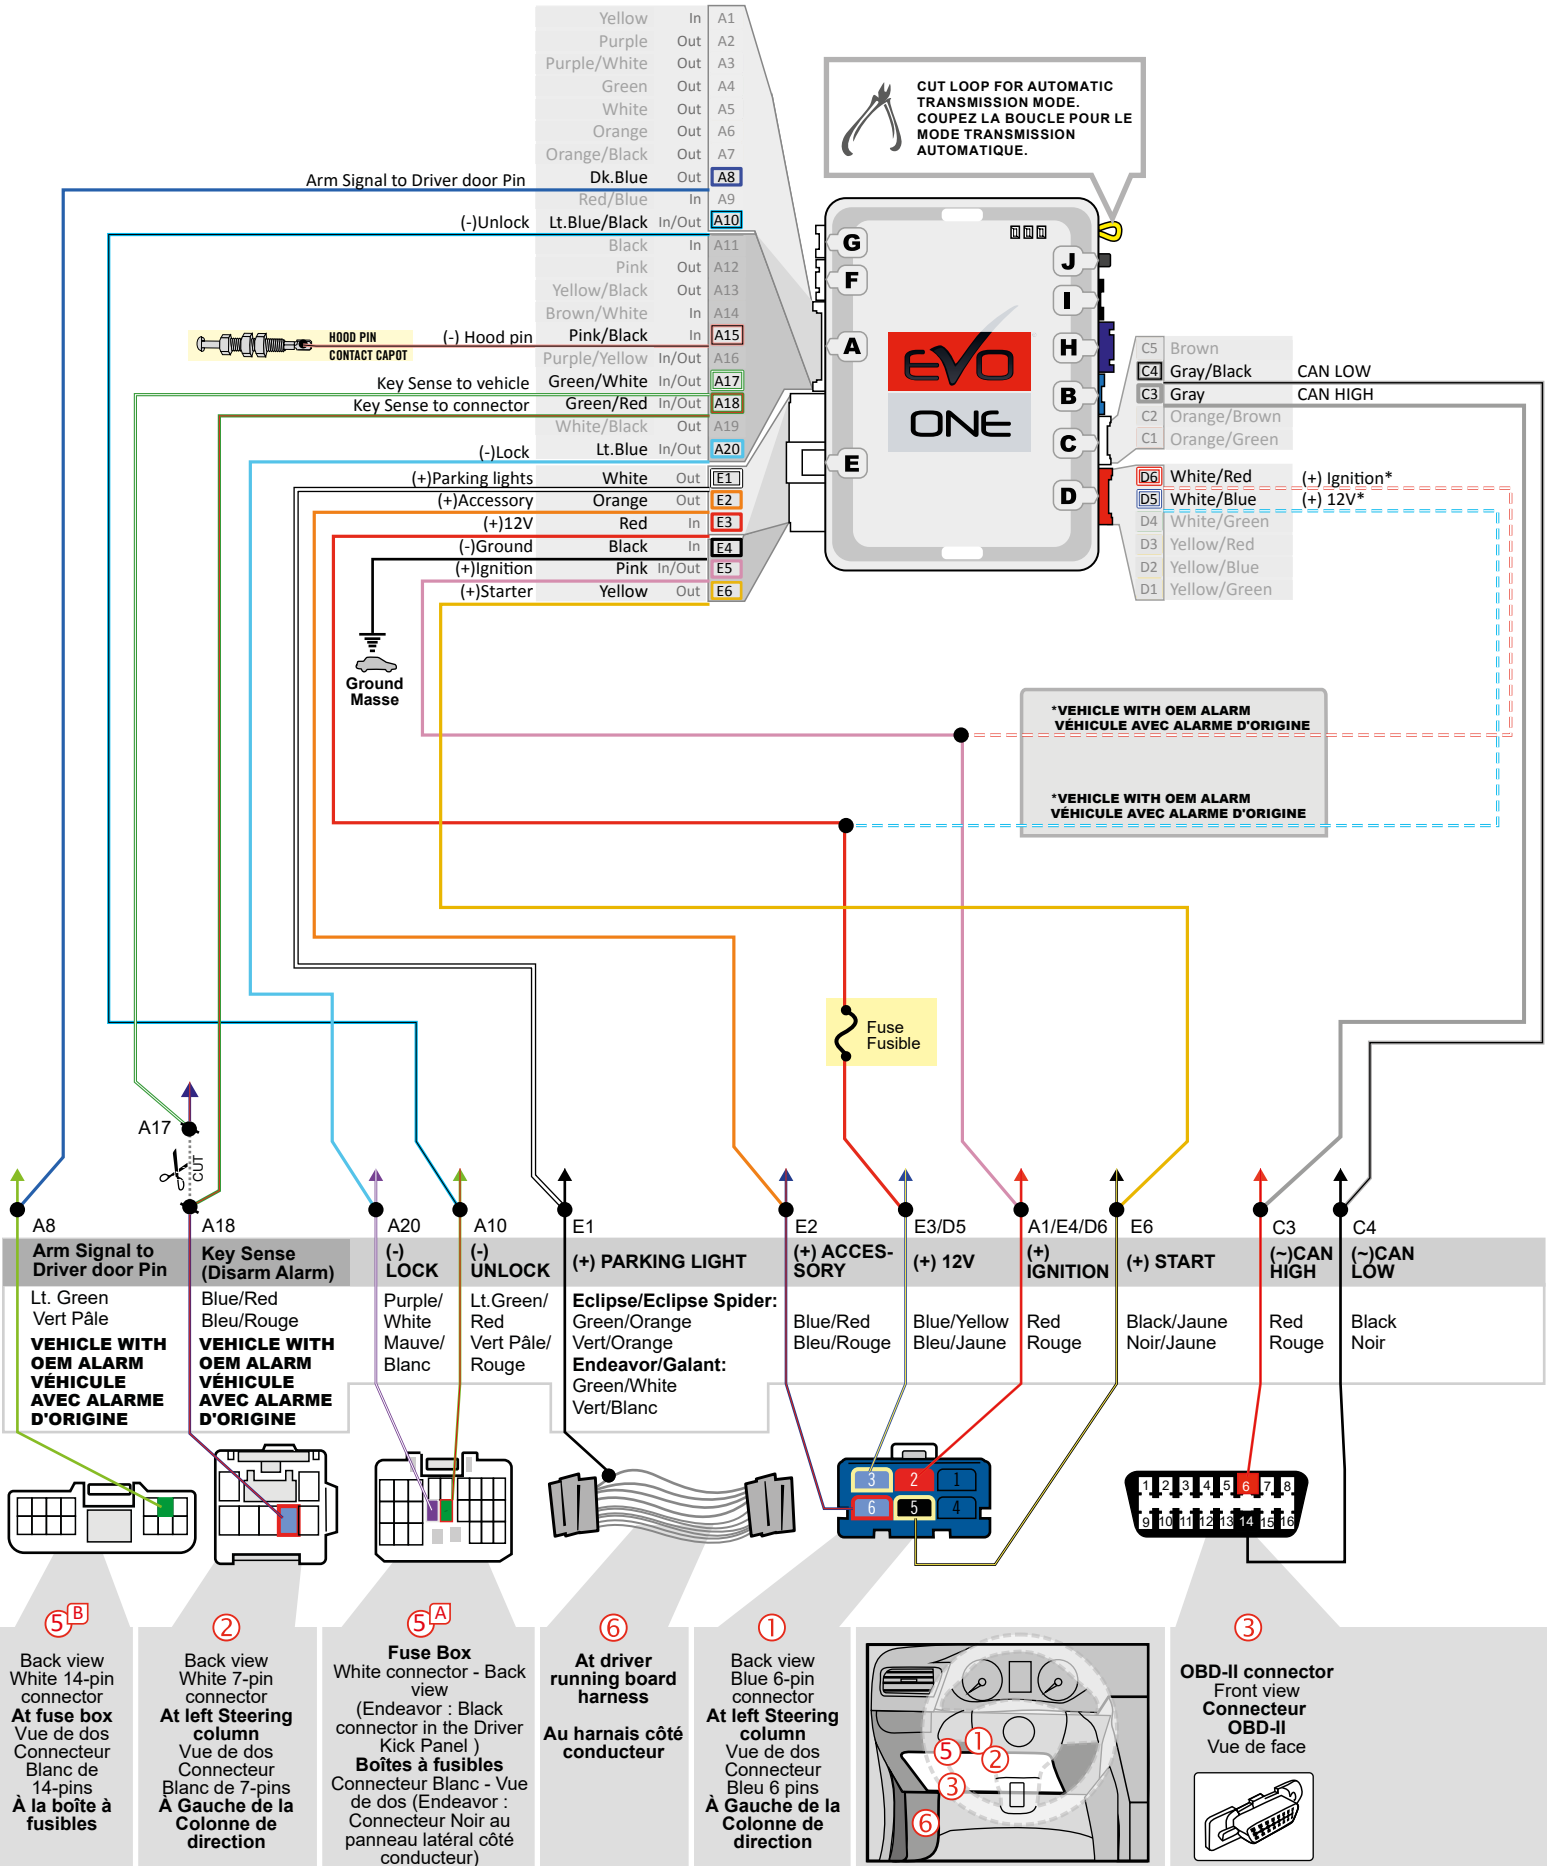 Yellow In A1
Purple Out A2
Purple/White Out A3
Green Out A4
White Out A5
Orange Out A6
Orange/Black Out A7
Arm Signal to Driver door Pin Dk.Blue Out A8
Red/Blue In A9
(-)Unlock Lt.Blue/Black In/Out A10
Black In A11
Pink Out A12
Yellow/Black Out A13
Brown/White In A14
(-) Hood pin Pink/Black In A15
HOOD PIN
CONTACT CAPOT
Purple/Yellow In/Out A16
Key Sense to vehicle Green/White In/Out A17
Key Sense to connector Green/Red In/Out A18
White/Black Out A19
(-)Lock Lt.Blue In/Out A20
(+)Parking lights White Out E1
(+)Accessory Orange Out E2
(+)12V Red In E3
(-)Ground Black In E4
(+)Ignition Pink In/Out E5
(+)Starter Yellow Out E6
Ground
Masse
CUT LOOP FOR AUTOMATIC
TRANSMISSION MODE.
COUPEZ LA BOUCLE POUR LE
MODE TRANSMISSION
AUTOMATIQUE.
G
F
A
E
J
I
H
B
C
D
EVO
ONE
C5 Brown
C4 Gray/Black CAN LOW
C3 Gray CAN HIGH
C2 Orange/Brown
C1 Orange/Green
D6 White/Red (+) Ignition*
D5 White/Blue (+) 12V*
D4 White/Green
D3 Yellow/Red
D2 Yellow/Blue
D1 Yellow/Green
*VEHICLE WITH OEM ALARM
VÉHICULE AVEC ALARME D'ORIGINE
*VEHICLE WITH OEM ALARM
VÉHICULE AVEC ALARME D'ORIGINE
Fuse
Fusible
A17
CUT
A8
Arm Signal to
Driver door Pin
Lt. Green
Vert Pâle
VEHICLE WITH
OEM ALARM
VÉHICULE
AVEC ALARME
D'ORIGINE
A18
Key Sense
(Disarm Alarm)
Blue/Red
Bleu/Rouge
VEHICLE WITH
OEM ALARM
VÉHICULE
AVEC ALARME
D'ORIGINE
A20
(-)
LOCK
Purple/
White
Mauve/
Blanc
A10
(-)
UNLOCK
Lt.Green/
Red
Vert Pâle/
Rouge
E1
(+) PARKING LIGHT
Eclipse/Eclipse Spider:
Green/Orange
Vert/Orange
Endeavor/Galant:
Green/White
Vert/Blanc
E2
(+) ACCES-
SORY
Blue/Red
Bleu/Rouge
E3/D5
(+) 12V
Blue/Yellow
Bleu/Jaune
A1/E4/D6
(+)
IGNITION
Red
Rouge
E6
(+) START
Black/Jaune
Noir/Jaune
C3
(~)CAN
HIGH
Red
Rouge
C4
(~)CAN
LOW
Black
Noir
3 2 1
6 5 4
1 2 3 4 5 6 7 8
9 10 11 12 13 14 15 16
5 B
Back view
White 14-pin
connector
At fuse box
Vue de dos
Connecteur
Blanc de
14-pins
À la boîte à
fusibles
2
Back view
White 7-pin
connector
At left Steering
column
Vue de dos
Connecteur
Blanc de 7-pins
À Gauche de la
Colonne de
direction
5 A
Fuse Box
White connector - Back
view
(Endeavor : Black
connector in the Driver
Kick Panel )
Boîtes à fusibles
Connecteur Blanc - Vue
de dos (Endeavor :
Connecteur Noir au
panneau latéral côté
conducteur)
6
At driver
running board
harness
Au harnais côté
conducteur
1
Back view
Blue 6-pin
connector
At left Steering
column
Vue de dos
Connecteur
Bleu 6 pins
À Gauche de la
Colonne de
direction
5 1
2
3
6
3
OBD-II connector
Front view
Connecteur
OBD-II
Vue de face